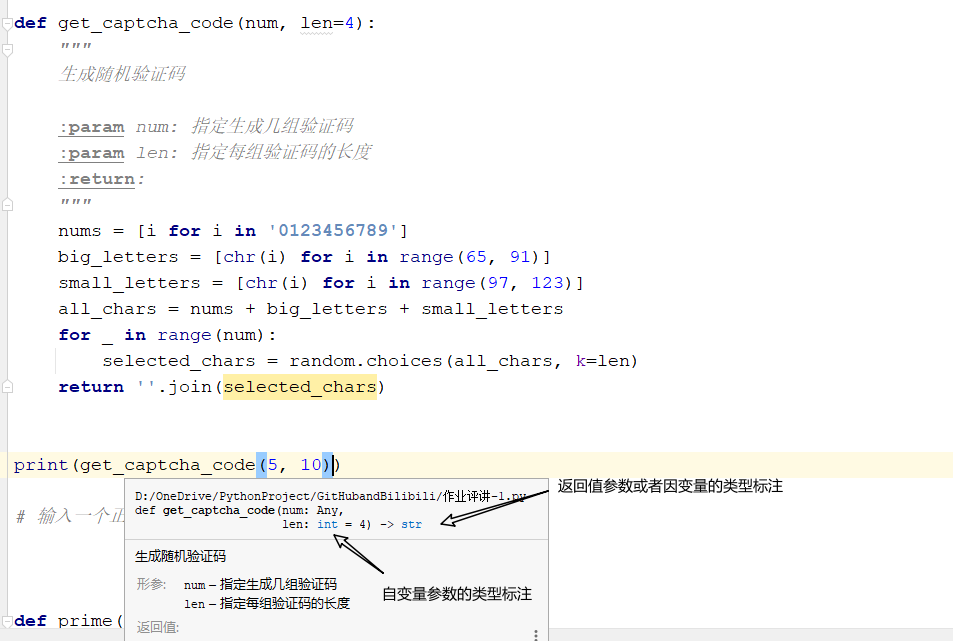 def get_captcha_code(num, len=4):
"""
生成随机验证码
:param num: 指定生成几组验证码
:param len: 指定每组验证码的长度
:return:
"""
nums = [i for i in '0123456789']
big_letters = [chr(i) for i in range(65, 91)]
small_letters = [chr(i) for i in range(97, 123)]
all_chars = nums + big_letters + small_letters
for _ in range(num):
selected_chars = random.choices(all_chars, k=len)
return ''.join(selected_chars)
print(get_captcha_code(5, 10))
返回值参数或者因变量的类型标注
D:/OneDrive/PythonProject/GitHubandBilibili/作业评讲-1.py
# 输入一个正
def get_captcha_code(num: Any,
len: int = 4) -> str
生成随机验证码
形参: num – 指定生成几组验证码
len – 指定每组验证码的长度
自变量参数的类型标注
返回值:
def prime(